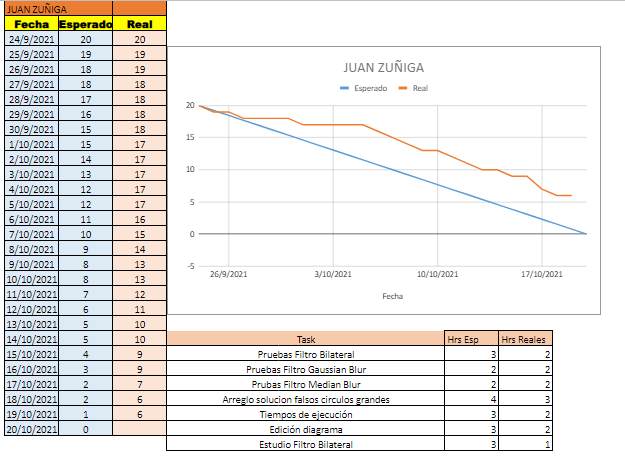 JUAN ZUÑIGA
Fecha Esperado Real
24/9/2021 20 20
25/9/2021 19 19
26/9/2021 18 19
27/9/2021 18 18
28/9/2021 17 18
29/9/2021 16 18
30/9/2021 15 18
1/10/2021 15 17
2/10/2021 14 17
3/10/2021 13 17
4/10/2021 12 17
5/10/2021 12 17
6/10/2021 11 16
7/10/2021 10 15
8/10/2021 9 14
9/10/2021 8 13
10/10/2021 8 13
11/10/2021 7 12
12/10/2021 6 11
13/10/2021 5 10
14/10/2021 5 10
15/10/2021 4 9
16/10/2021 3 9
17/10/2021 2 7
18/10/2021 2 6
19/10/2021 1 6
20/10/2021 0
JUAN ZUÑIGA
Esperado Real
20
15
10
5
0
-5
26/9/2021 3/10/2021 10/10/2021 17/10/2021
Fecha
Task Hrs Esp Hrs Reales
Pruebas Filtro Bilateral 3 2
Pruebas Filtro Gaussian Blur 2 2
Prubas Filtro Median Blur 2 2
Arreglo solucion falsos circulos grandes 4 3
Tiempos de ejecución 3 2
Edición diagrama 3 2
Estudio Filtro Bilateral 3 1